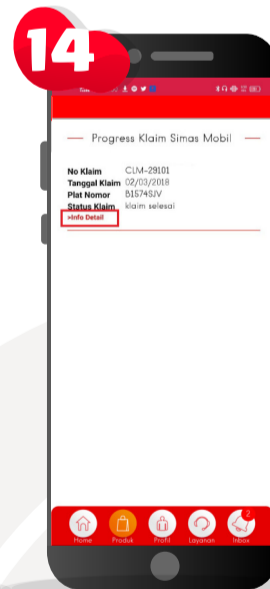 14
Progress Klaim Simas Mobil
No Klaim CLM-29101
Tanggal Klaim 02/03/2018
Plat Nomor B1574SJV
Status Klaim klaim selesai
>Info Detail
2
Home Produk Profil Layanan Inbox